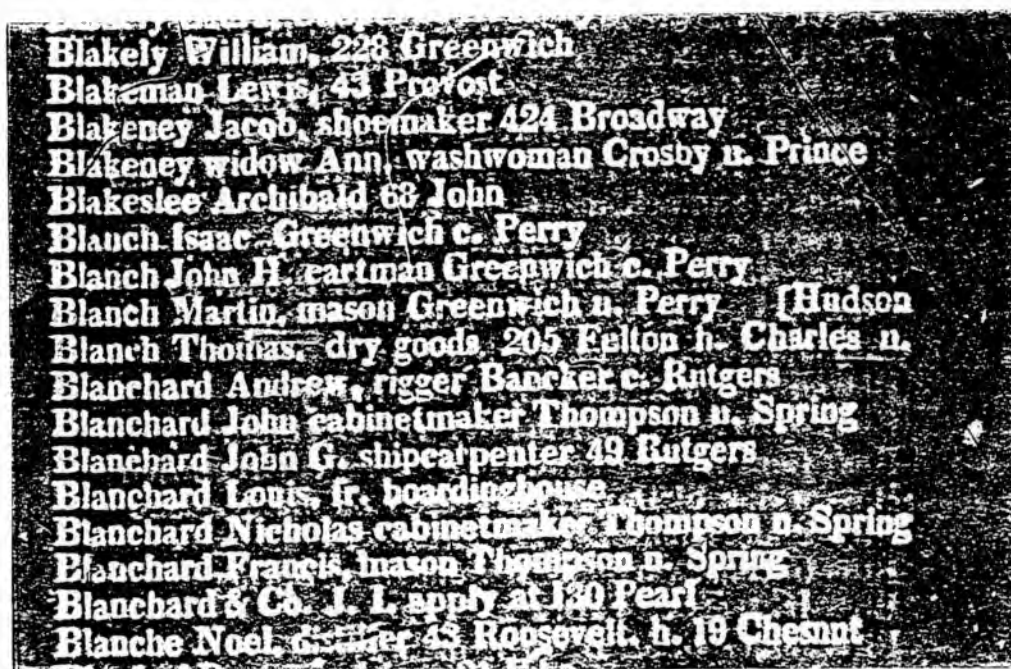 Blakely William, 228 Greenwich
Blakeman Lewis, 43 Provost
Blakeney Jacob, shoemaker 424 Broadway
Blakeney widow Ann, washwoman Crosby n. Prince
Blakeslee Archibald 68 John
Blanch Isaac Greenwich c. Perry
Blanch John H. cartman Greenwich c. Perry
Blanch Martin, mason Greenwich n. Perry [Hudson
Blanch Thomas, dry goods, 205 Fulton h. Charles n.
Blanchard Andrew, rigger Bancker c. Rutgers
Blanchard John cabinetmaker Thompson n. Spring
Blanchard John G. shipcarpenter 49 Rutgers
Blanchard Louis, fr. boardinghouse
Blanchard Nicholas cabinetmaker Thompson n. Spring
Blanchard Francis, mason Thompson n. Spring
Blanchard & Co. J. I. apply at 130 Pearl
Blanche Noel, 43 Roosevelt, h. 19 Chesnut